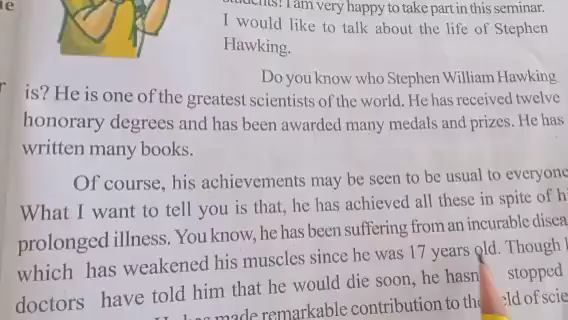 I am very happy to take part in this seminar.
I would like to talk about the life of Stephen
Hawking.
Do you know who Stephen William Hawking
is? He is one of the greatest scientists of the world. He has received twelve
honorary degrees and has been awarded many medals and prizes. He has
written many books.
Of course, his achievements may be seen to be usual to everyone
What I want to tell you is that, he has achieved all these in spite of
prolonged illness. You know, he has been suffering from an incurable
which has weakened his muscles since he was 17 years old. Though
doctors have told him that he would die soon, he stopped
made remarkable contribution to of